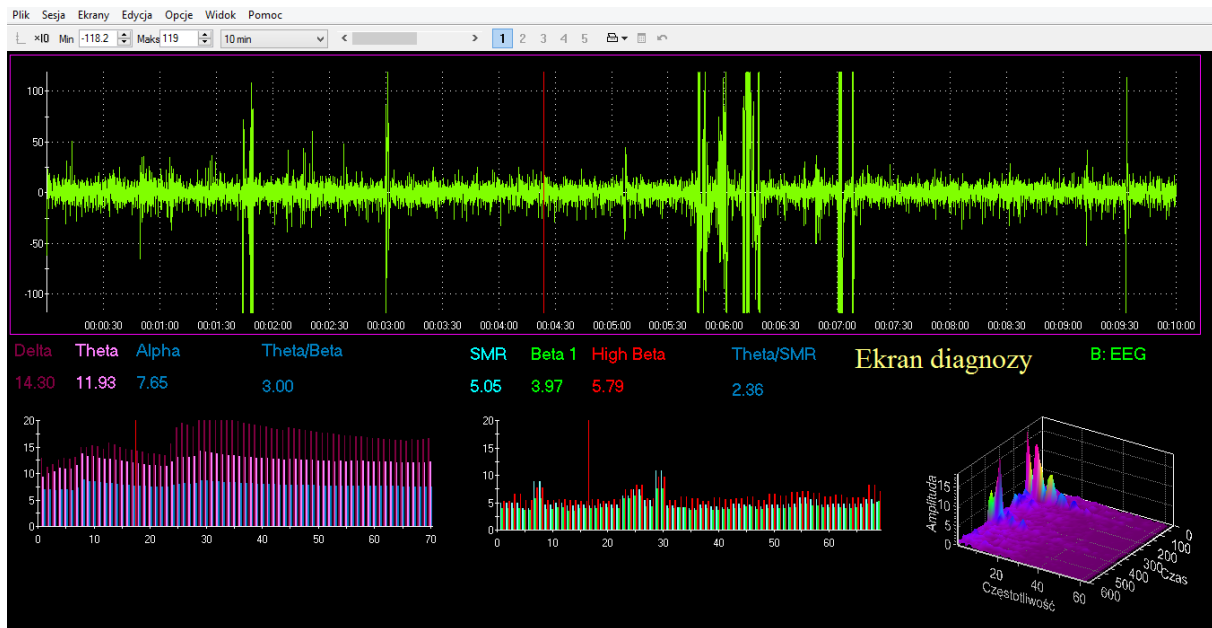 Plik Sesja Ekrany Edycja Opcje Widok Pomoc
×10 Min -118.2 Maks 119 10 min < > 1 2 3 4 5
100
50
0
-50
-100
00:00:30 00:01:00 00:01:30 00:02:00 00:02:30 00:03:00 00:03:30 00:04:00 00:04:30 00:05:00 00:05:30 00:06:00 00:06:30 00:07:00 00:07:30 00:08:00 00:08:30 00:09:00 00:09:30 00:10:00
Delta Theta Alpha Theta/Beta SMR Beta 1 High Beta Theta/SMR Ekran diagnozy B: EEG
14.30 11.93 7.65 3.00 5.05 3.97 5.79 2.36
20
15
10
5
0
0 10 20 30 40 50 60 70
20
15
10
5
0
0 10 20 30 40 50 60
Amplituda
15
10
5
0
20 40 60
Częstotliwość
0
100
200
300
400
500
600
Czas